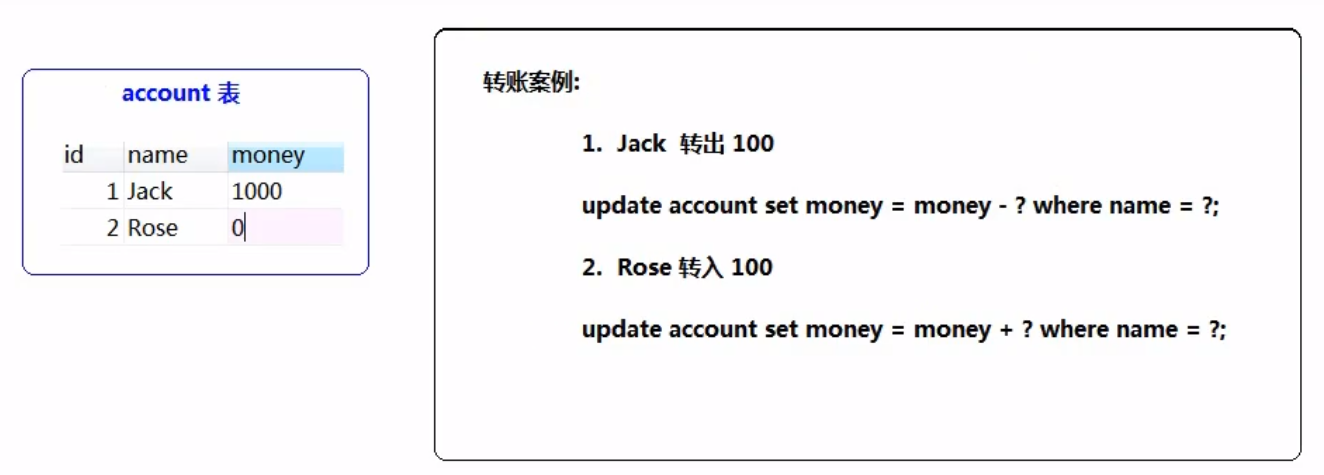 account 表
id name money
1 Jack 1000
2 Rose 0
转账案例:
1. Jack 转出 100
update account set money = money - ? where name = ?;
2. Rose 转入 100
update account set money = money + ? where name = ?;